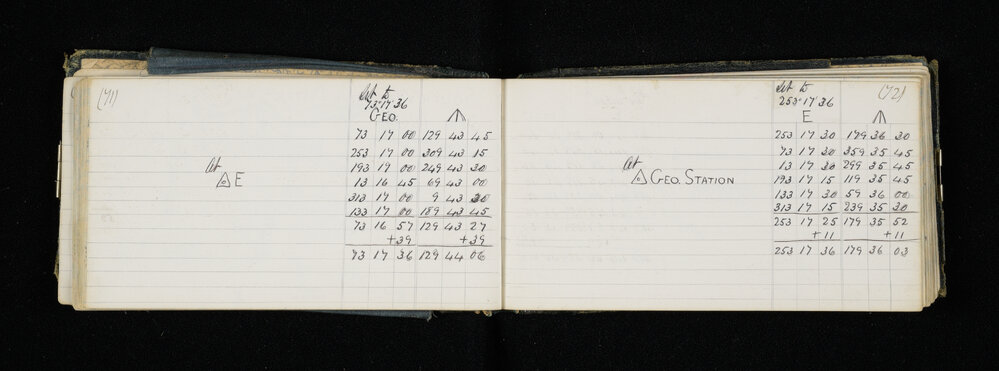 (71)
Set to
73° 17' 36
GEO. ↑
73 17 00 129 43 45
253 17 00 309 43 15
193 17 00 249 43 30
At 13 16 45 69 43 00
△ E
313 17 00 9 43 30
133 17 00 189 43 45
73 16 57 129 43 27
+39 +39
73 17 36 129 44 06
(72)
Set to
253° 17' 36
E ↑
253 17 30 179 36 30
73 17 30 359 35 45
At 13 17 30 299 35 45
△ GEO. STATION 193 17 15 119 35 45
133 17 30 59 36 00
313 17 15 239 35 30
253 17 25 179 35 52
+11 +11
253 17 36 179 36 03